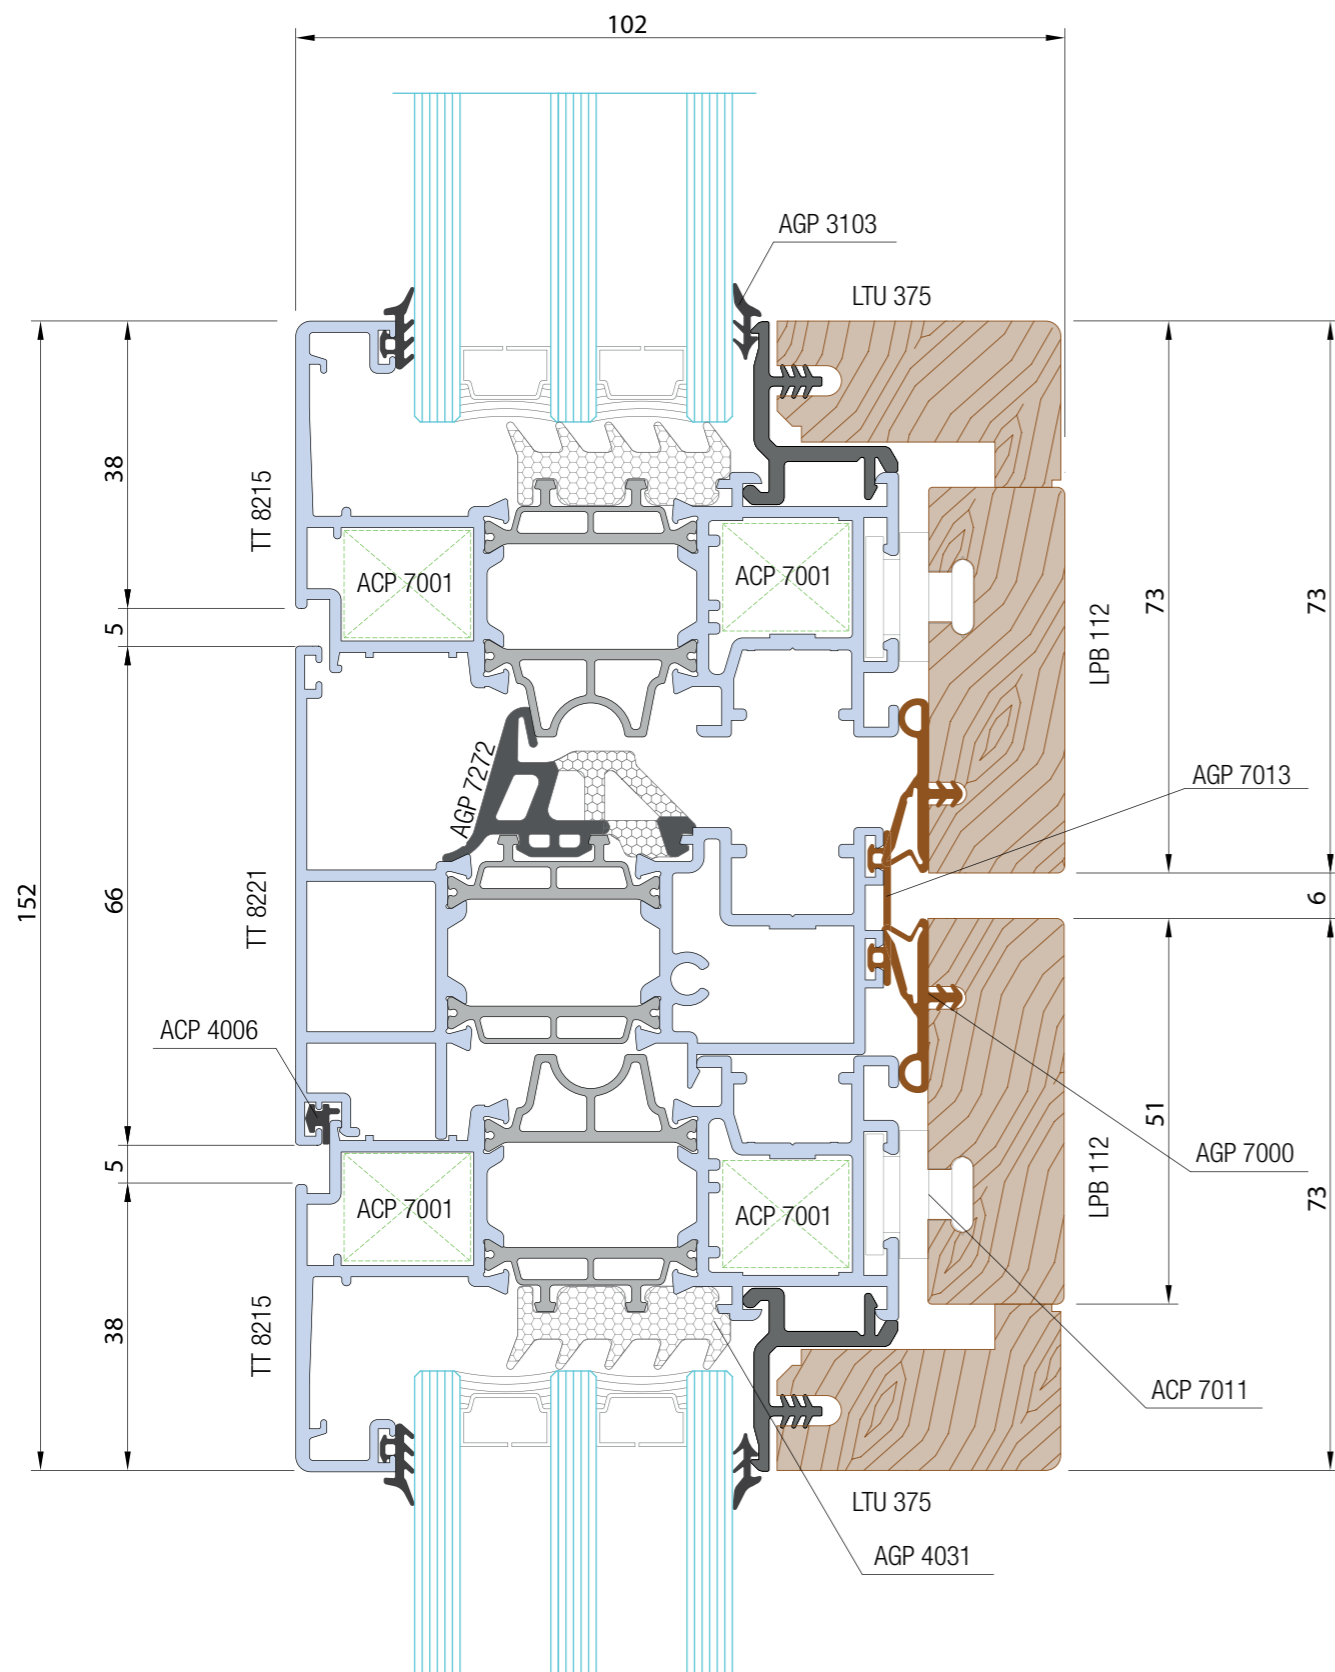 102
AGP 3103
LTU 375
38
TT 8215
ACP 7001
ACP 7001
5
73
73
LPB 112
AGP 7272
AGP 7013
152
66
TT 8221
6
ACP 4006
51
AGP 7000
5
LPB 112
73
ACP 7001
ACP 7001
38
TT 8215
ACP 7011
LTU 375
AGP 4031